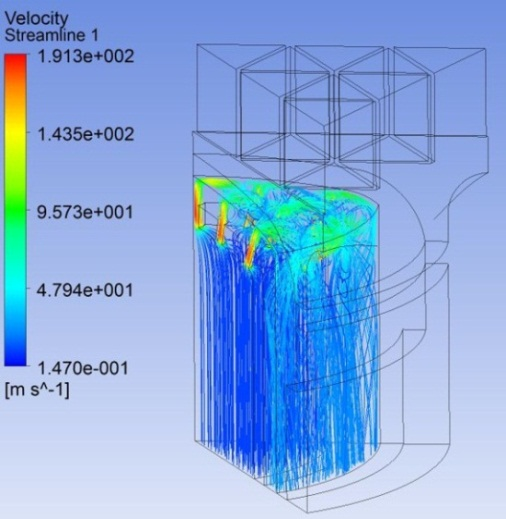 Velocity
Streamline 1
1.913e+002
1.435e+002
9.573e+001
4.794e+001
1.470e-001
[m s^-1]